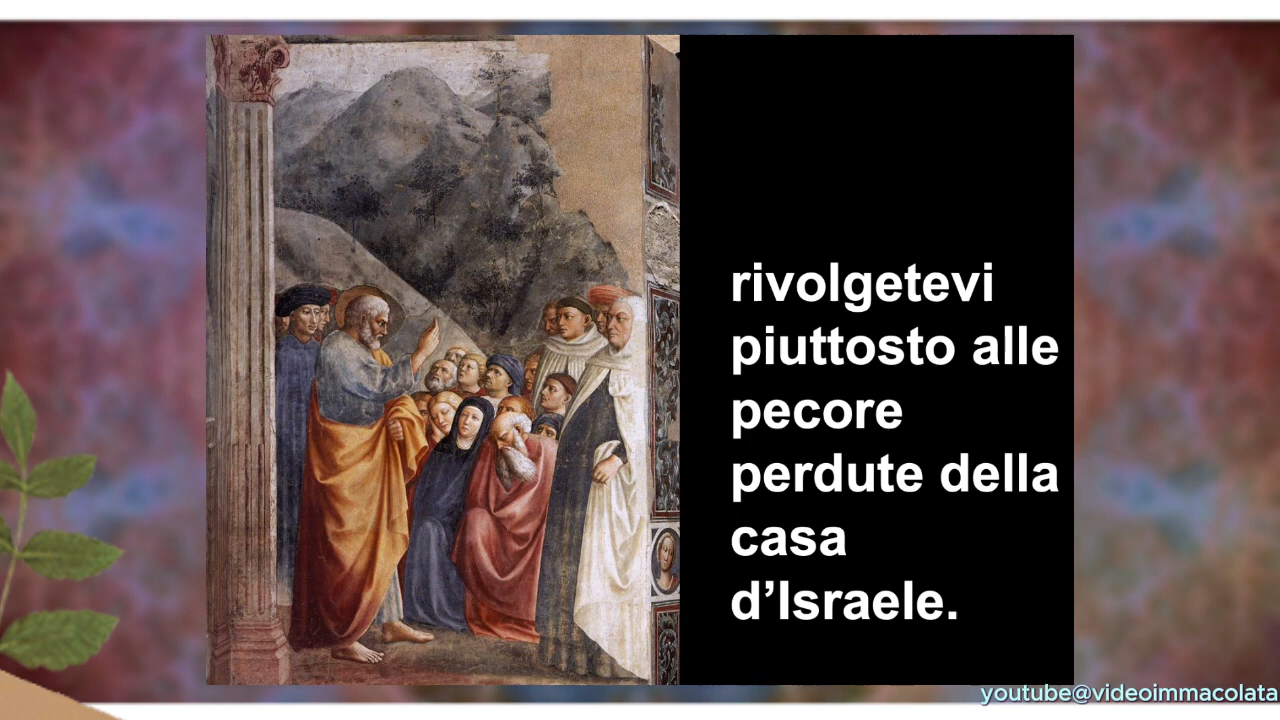 rivolgetevi
piuttosto alle
pecore
perdute della
casa
d’Israele.
youtube@videoimmacolata